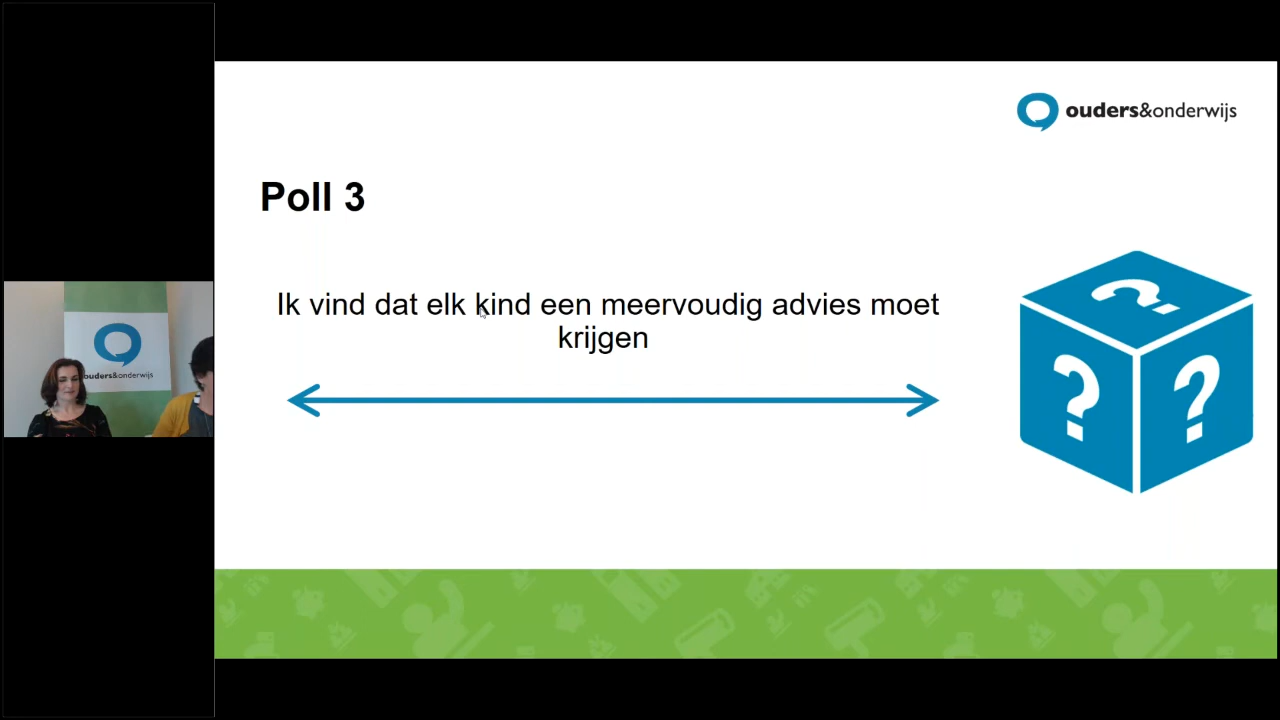 ouders&onderwijs
Poll 3
Ik vind dat elk kind een meervoudig advies moet
krijgen
ouders&onderwijs
? ? ?